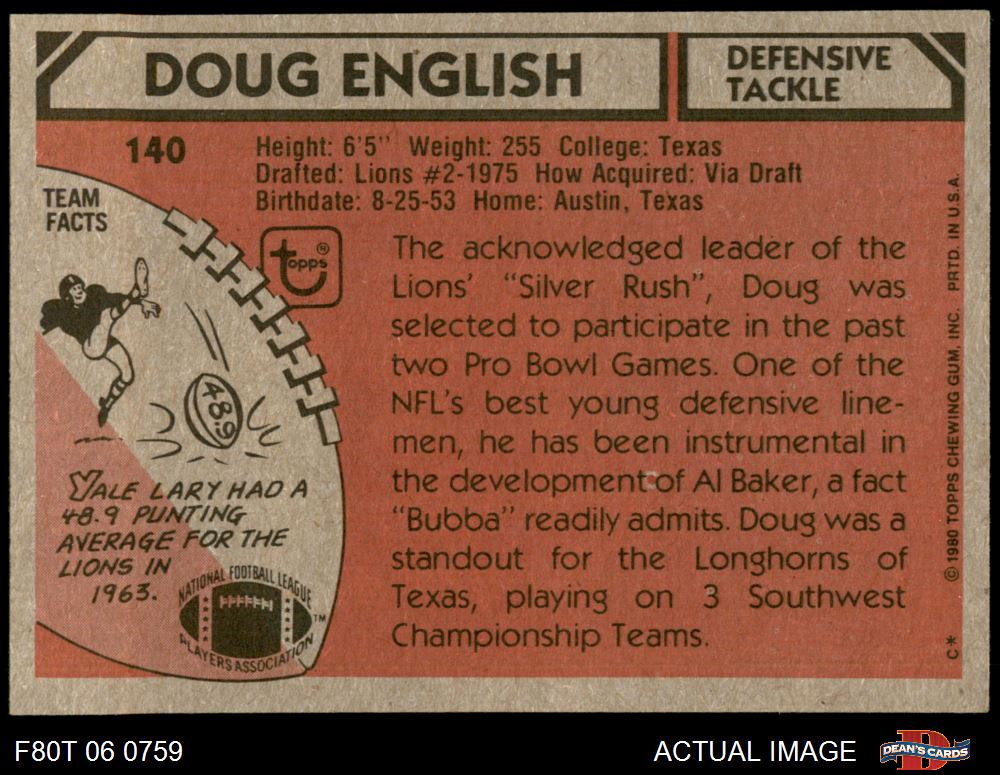 DOUG ENGLISH
DEFENSIVE
TACKLE
140
Height: 6'5" Weight: 255 College: Texas
Drafted: Lions #2-1975 How Acquired: Via Draft
Birthdate: 8-25-53 Home: Austin, Texas
TEAM
FACTS
topps®
48.9
YALE LARY HAD A
48.9 PUNTING
AVERAGE FOR THE
LIONS IN
1963.
NATIONAL FOOTBALL LEAGUE
PLAYERS ASSOCIATION
TM
The acknowledged leader of the
Lions' "Silver Rush", Doug was
selected to participate in the past
two Pro Bowl Games. One of the
NFL's best young defensive line-
men, he has been instrumental in
the development of Al Baker, a fact
"Bubba" readily admits. Doug was a
standout for the Longhorns of
Texas, playing on 3 Southwest
Championship Teams.
C* ©1980 TOPPS CHEWING GUM, INC. PRTD. IN U.S.A.
F80T 06 0759
ACTUAL IMAGE
DEAN'S CARDS